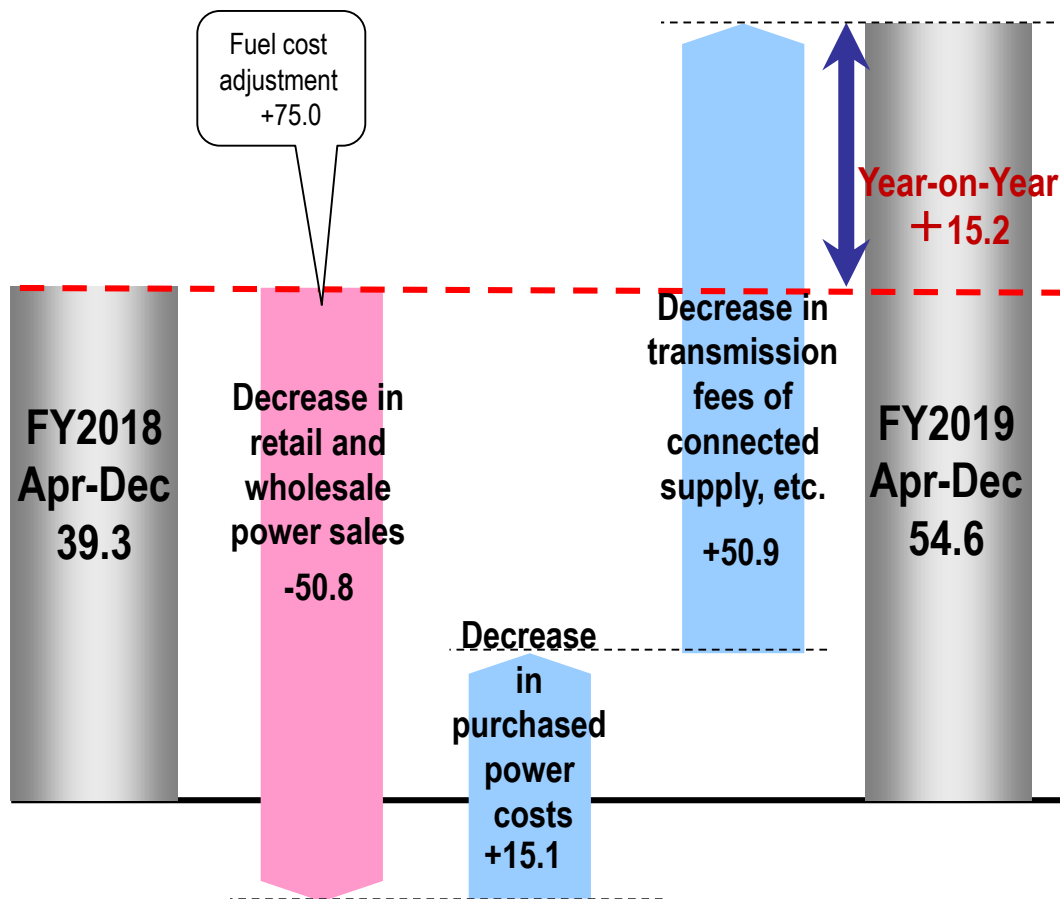 Fuel cost
adjustment
+75.0
Year-on-Year
＋15.2
FY2018
Apr-Dec
39.3
Decrease in
retail and
wholesale
power sales
-50.8
Decrease
in
purchased
power
costs
+15.1
Decrease in
transmission
fees of
connected
supply, etc.
+50.9
FY2019
Apr-Dec
54.6